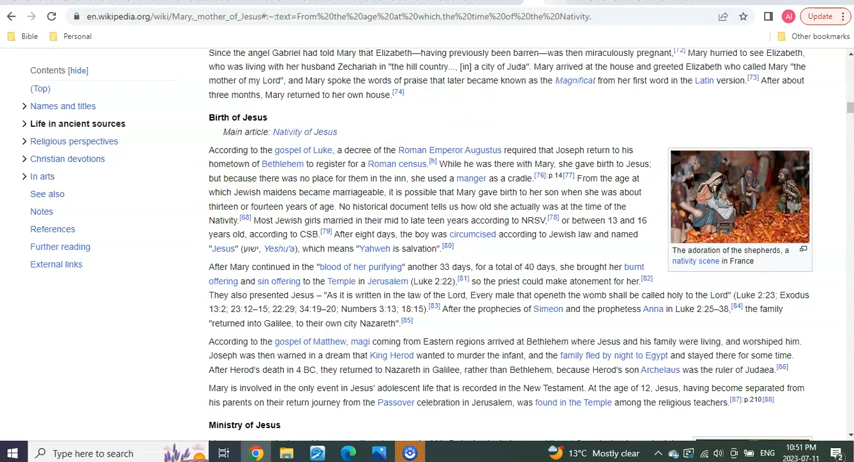 en.wikipedia.org/wiki/Mary,_mother_of_Jesus#:~:text=From%20the%20age%20at%20which,the%20time%20of%20the%20Nativity.
Update
Bible
Personal
Other bookmarks
Contents [hide]
(Top)
Names and titles
Life in ancient sources
Religious perspectives
Christian devotions
In arts
See also
Notes
References
Further reading
External links
Since the angel Gabriel had told Mary that Elizabeth—having previously been barren—was then miraculously pregnant,[72] Mary hurried to see Elizabeth,
who was living with her husband Zechariah in "the hill country..., [in] a city of Juda". Mary arrived at the house and greeted Elizabeth who called Mary "the
mother of my Lord", and Mary spoke the words of praise that later became known as the Magnificat from her first word in the Latin version.[73] After about
three months, Mary returned to her own house.[74]
Birth of Jesus
Main article: Nativity of Jesus
According to the gospel of Luke, a decree of the Roman Emperor Augustus required that Joseph return to his
hometown of Bethlehem to register for a Roman census.[h] While he was there with Mary, she gave birth to Jesus;
but because there was no place for them in the inn, she used a manger as a cradle.[76]:p.14[77] From the age at
which Jewish maidens became marriageable, it is possible that Mary gave birth to her son when she was about
thirteen or fourteen years of age. No historical document tells us how old she actually was at the time of the
Nativity.[68] Most Jewish girls married in their mid to late teen years according to NRSV.[78] or between 13 and 16
years old, according to CSB.[79] After eight days, the boy was circumcised according to Jewish law and named
"Jesus" (ישוע, Yeshu'a), which means "Yahweh is salvation".[80]
The adoration of the shepherds, a
nativity scene in France
After Mary continued in the "blood of her purifying" another 33 days, for a total of 40 days, she brought her burnt
offering and sin offering to the Temple in Jerusalem (Luke 2:22),[81] so the priest could make atonement for her.[82]
They also presented Jesus – "As it is written in the law of the Lord, Every male that openeth the womb shall be called holy to the Lord" (Luke 2:23; Exodus
13:2; 23:12–15; 22:29; 34:19–20; Numbers 3:13; 18:15).[83] After the prophecies of Simeon and the prophetess Anna in Luke 2:25–38,[84] the family
"returned into Galilee, to their own city Nazareth".[85]
According to the gospel of Matthew, magi coming from Eastern regions arrived at Bethlehem where Jesus and his family were living, and worshiped him.
Joseph was then warned in a dream that King Herod wanted to murder the infant, and the family fled by night to Egypt and stayed there for some time.
After Herod's death in 4 BC, they returned to Nazareth in Galilee, rather than Bethlehem, because Herod's son Archelaus was the ruler of Judaea.[86]
Mary is involved in the only event in Jesus' adolescent life that is recorded in the New Testament. At the age of 12, Jesus, having become separated from
his parents on their return journey from the Passover celebration in Jerusalem, was found in the Temple among the religious teachers.[87]:p.210[88]
Ministry of Jesus
Type here to search
13°C Mostly clear
ENG
10:51 PM
2023-07-11
2